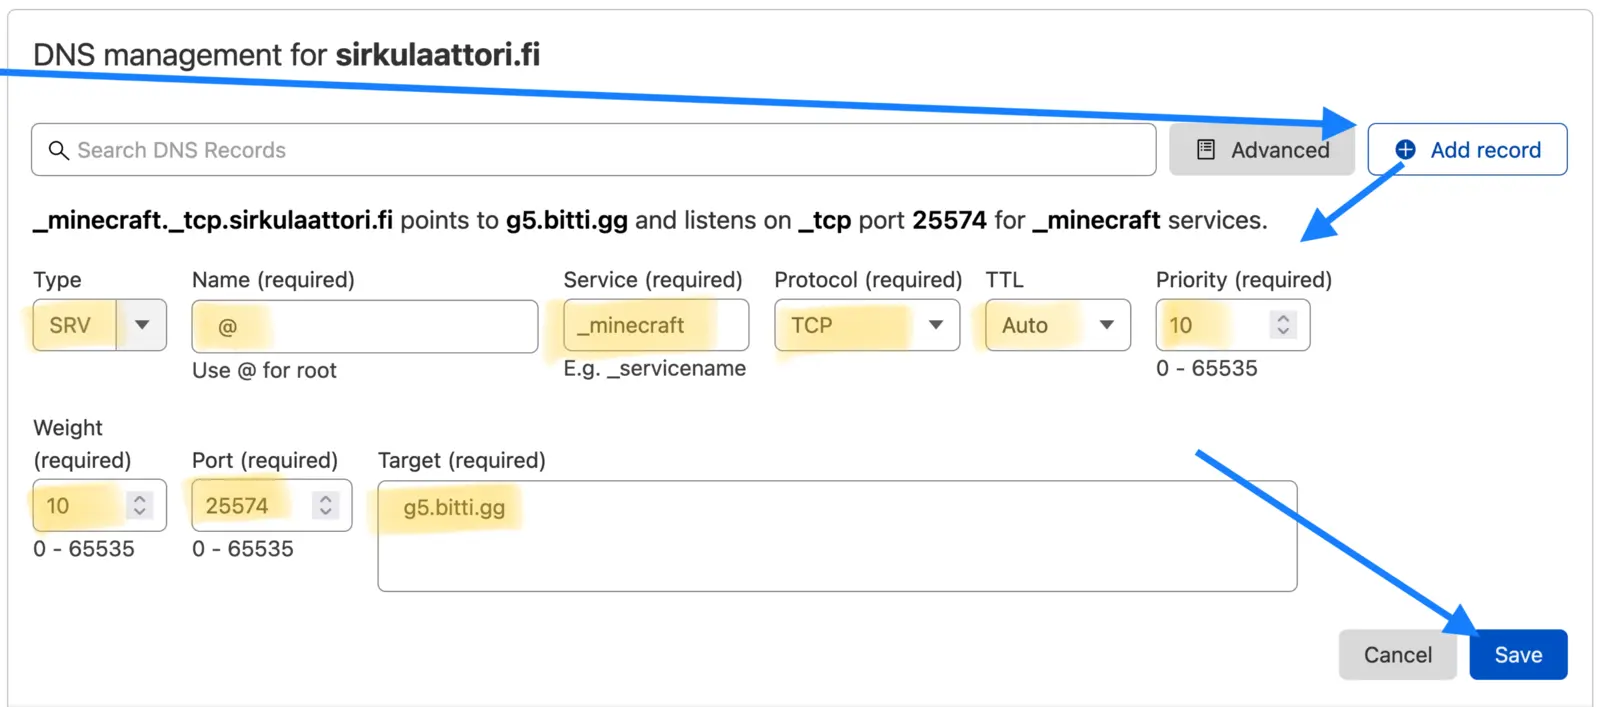 DNS management for sirkulaattori.fi
Search DNS Records
Advanced
Add record
_minecraft._tcp.sirkulaattori.fi points to g5.bitti.gg and listens on _tcp port 25574 for _minecraft services.
Type Name (required) Service (required) Protocol (required) TTL Priority (required)
SRV @ _minecraft TCP Auto 10
Use @ for root E.g. _servicename 0 - 65535
Weight
(required) Port (required) Target (required)
10 25574 g5.bitti.gg
0 - 65535 0 - 65535
Cancel Save